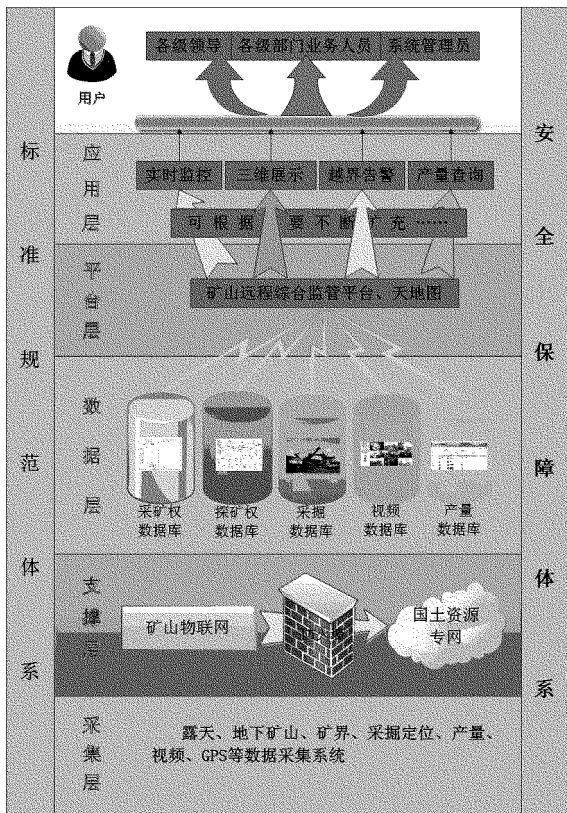 各级领导 各级部门业务人员 系统管理员
用户
标准规范体系
安全保障体系
应用层
实时监控 三维展示 越界告警 产量查询
可根据 要不断 扩充……
平台层
矿山远程综合监管平台、天地图
数据层
采矿权
数据库
探矿权
数据库
采掘
数据库
视频
数据库
产量
数据库
支撑层
矿山物联网
国土资源
专网
采集层
露天、地下矿山、矿界、采掘定位、产量、
视频、GPS等数据采集系统